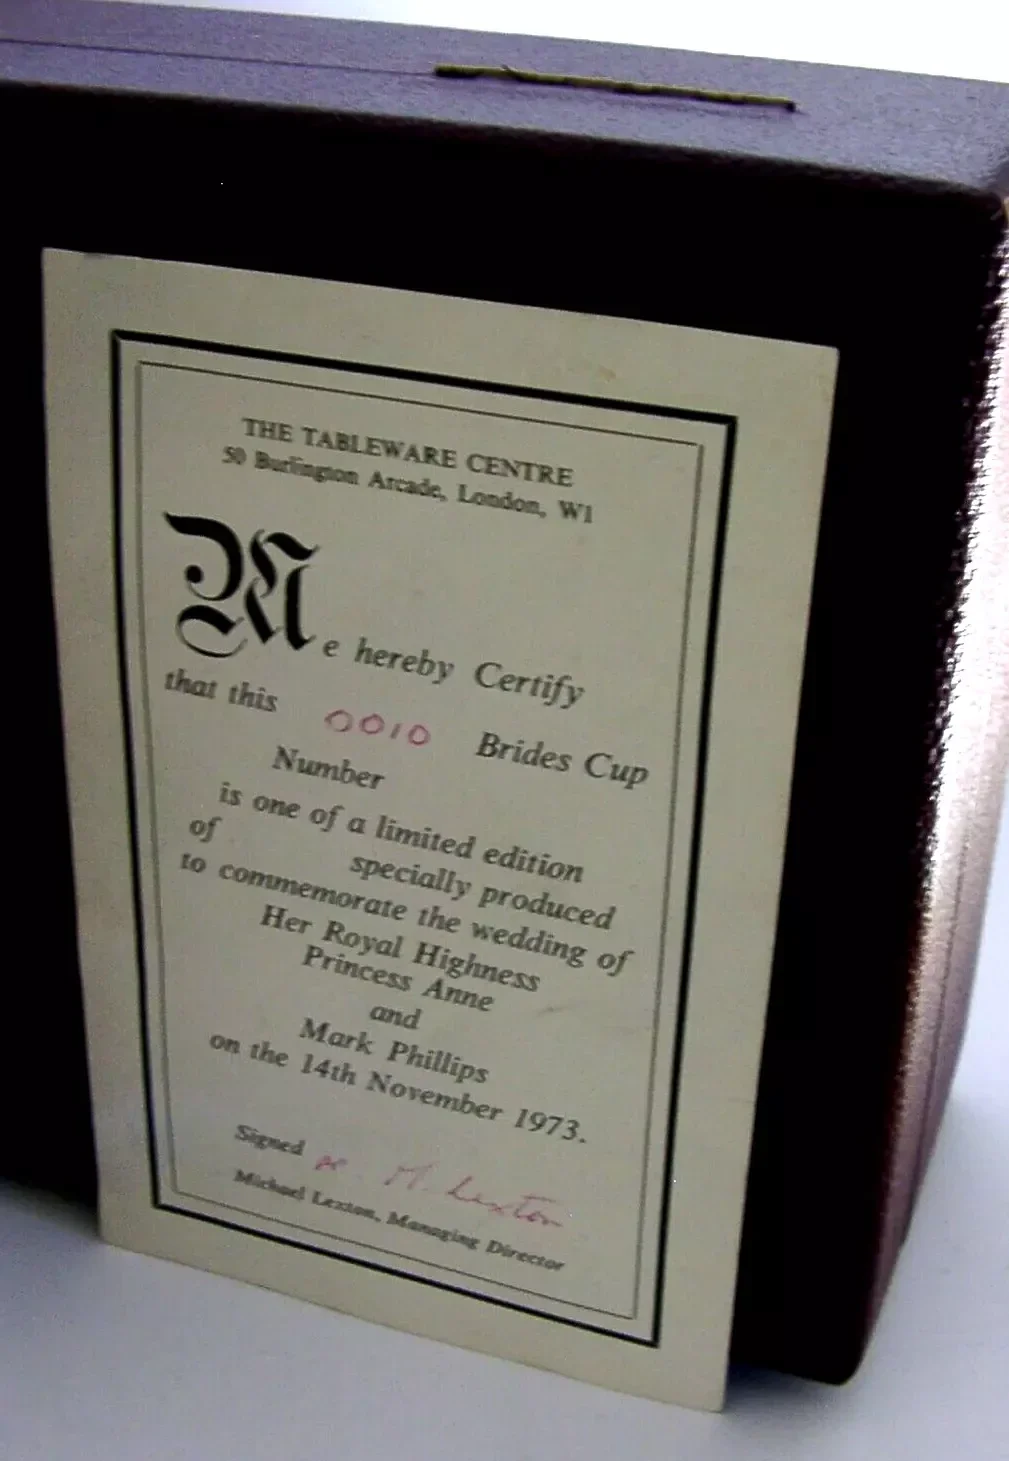 THE TABLEWARE CENTRE
50 Burlington Arcade, London, W1
We hereby Certify
that this 0010 Brides Cup
Number
is one of a limited edition
of specially produced
to commemorate the wedding of
Her Royal Highness
Princess Anne
and
Mark Phillips
on the 14th November 1973.
Signed M. Lexton
Michael Lexton, Managing Director